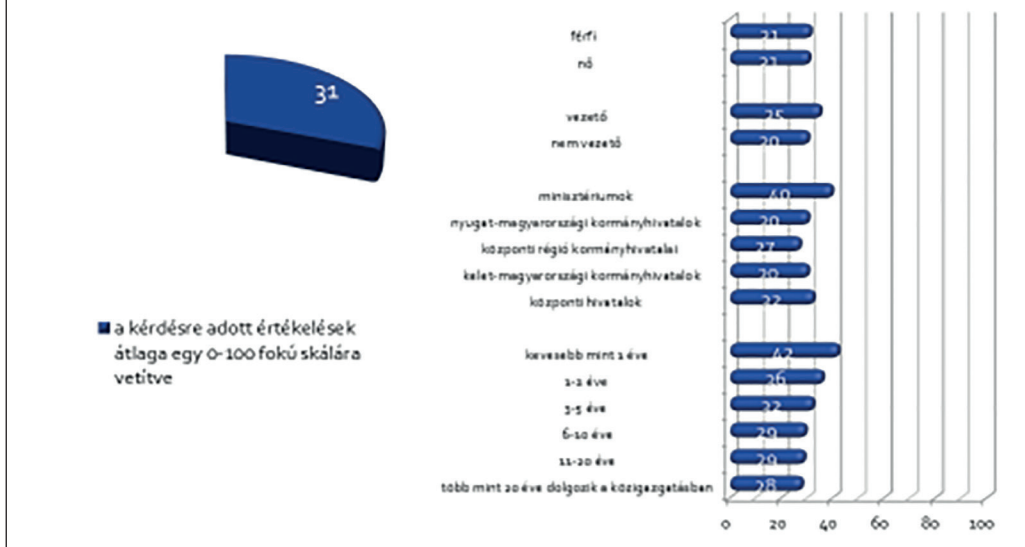 31
a kérdésre adott értékelések
átlaga egy 0-100 fokú skálára
vetítve
férfi 31
nő 31
vezető 35
nem vezető 30
minisztériumok 40
nyugat-magyarországi kormányhivatalok 30
központi régió kormányhivatalai 27
kelet-magyarországi kormányhivatalok 30
központi hivatalok 32
kevesebb mint 1 éve 42
1-2 éve 36
3-5 éve 32
6-10 éve 29
11-20 éve 29
több mint 20 éve dolgozik a közigazgatásban 28
0 20 40 60 80 100